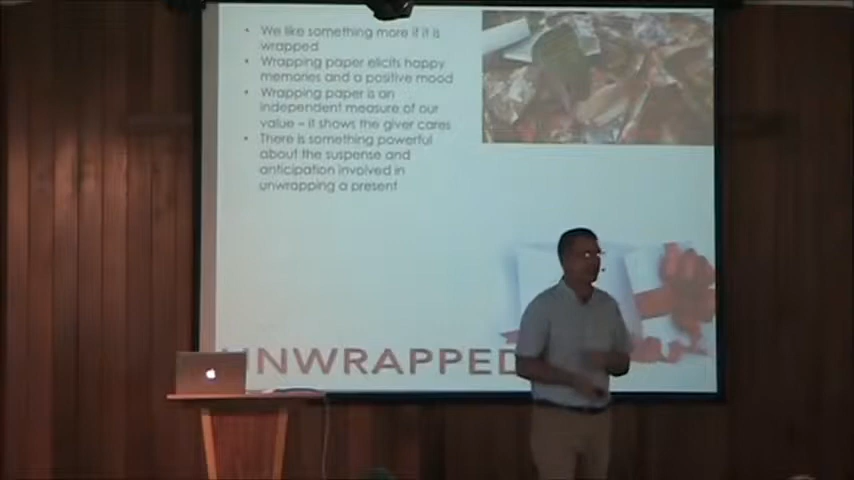 • We like something more if it is
wrapped
• Wrapping paper elicits happy
memories and a positive mood
• Wrapping paper is an
independent measure of our
value – it shows the giver cares
• There is something powerful
about the suspense and
anticipation involved in
unwrapping a present
UNWRAPPED